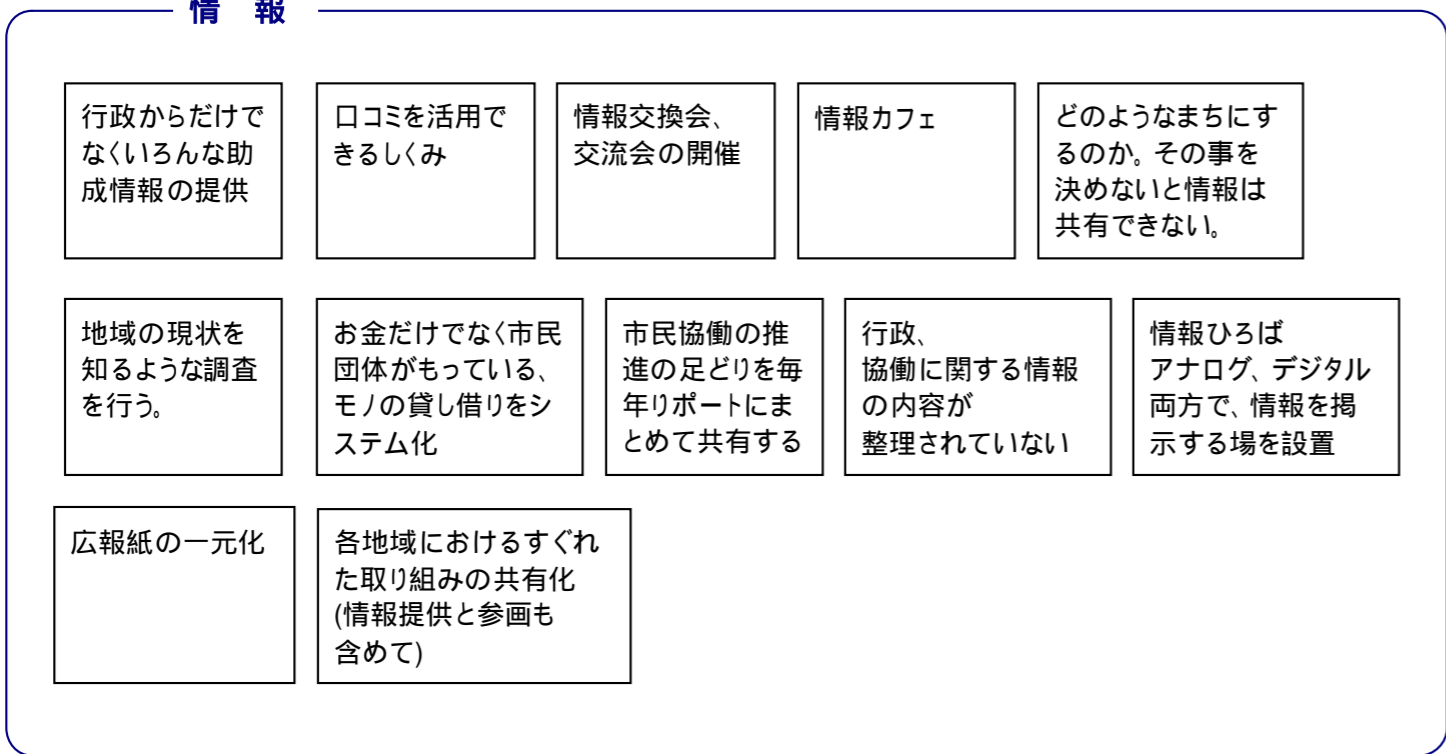 情　報
行政からだけで
なくいろんな助
成情報の提供
口コミを活用で
きるしくみ
情報交換会、
交流会の開催
情報カフェ
どのようなまちにす
るのか。その事を
決めないと情報は
共有できない。
地域の現状を
知るような調査
を行う。
お金だけでなく市民
団体がもっている、
モノの貸し借りをシ
ステム化
市民協働の推
進の足どりを毎
年リポートにま
とめて共有する
行政、
協働に関する情報
の内容が
整理されていない
情報ひろば
アナログ、デジタル
両方で、情報を掲
示する場を設置
広報紙の一元化
各地域におけるすぐれ
た取り組みの共有化
(情報提供と参画も
含めて)